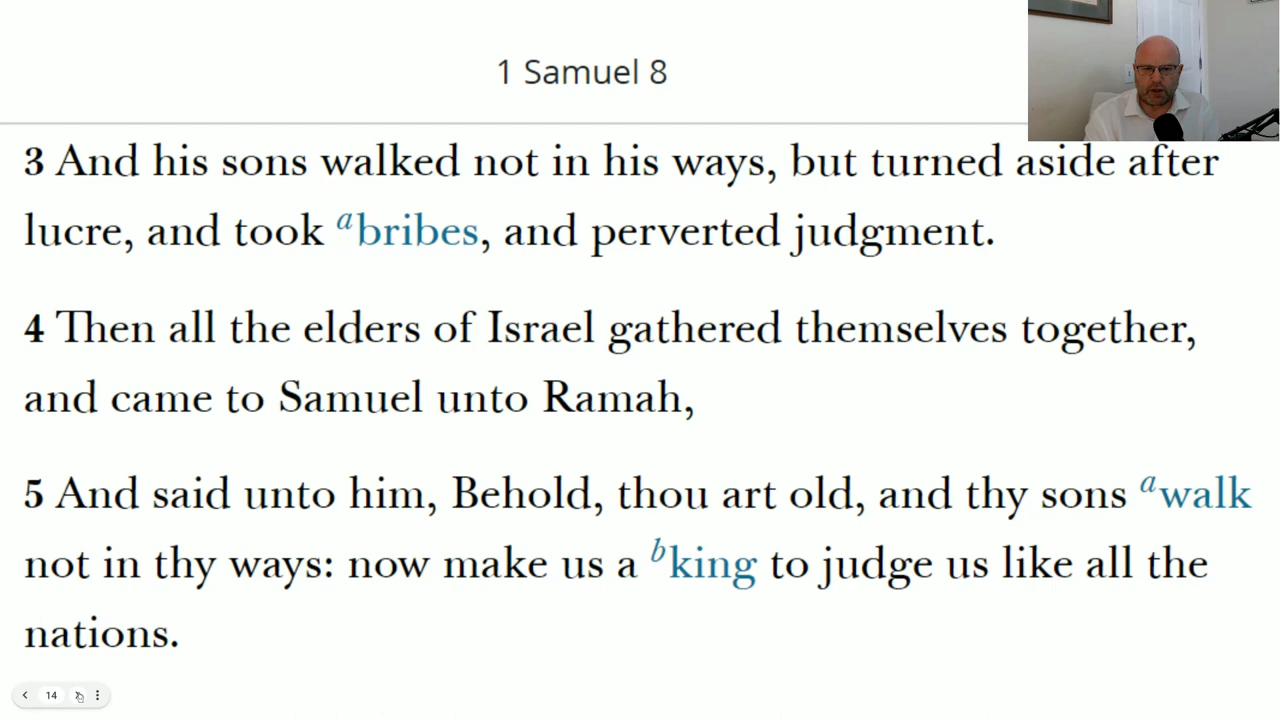 1 Samuel 8
3 And his sons walked not in his ways, but turned aside after
lucre, and took a bribes, and perverted judgment.
4 Then all the elders of Israel gathered themselves together,
and came to Samuel unto Ramah,
5 And said unto him, Behold, thou art old, and thy sons a walk
not in thy ways: now make us a b king to judge us like all the
nations.
14